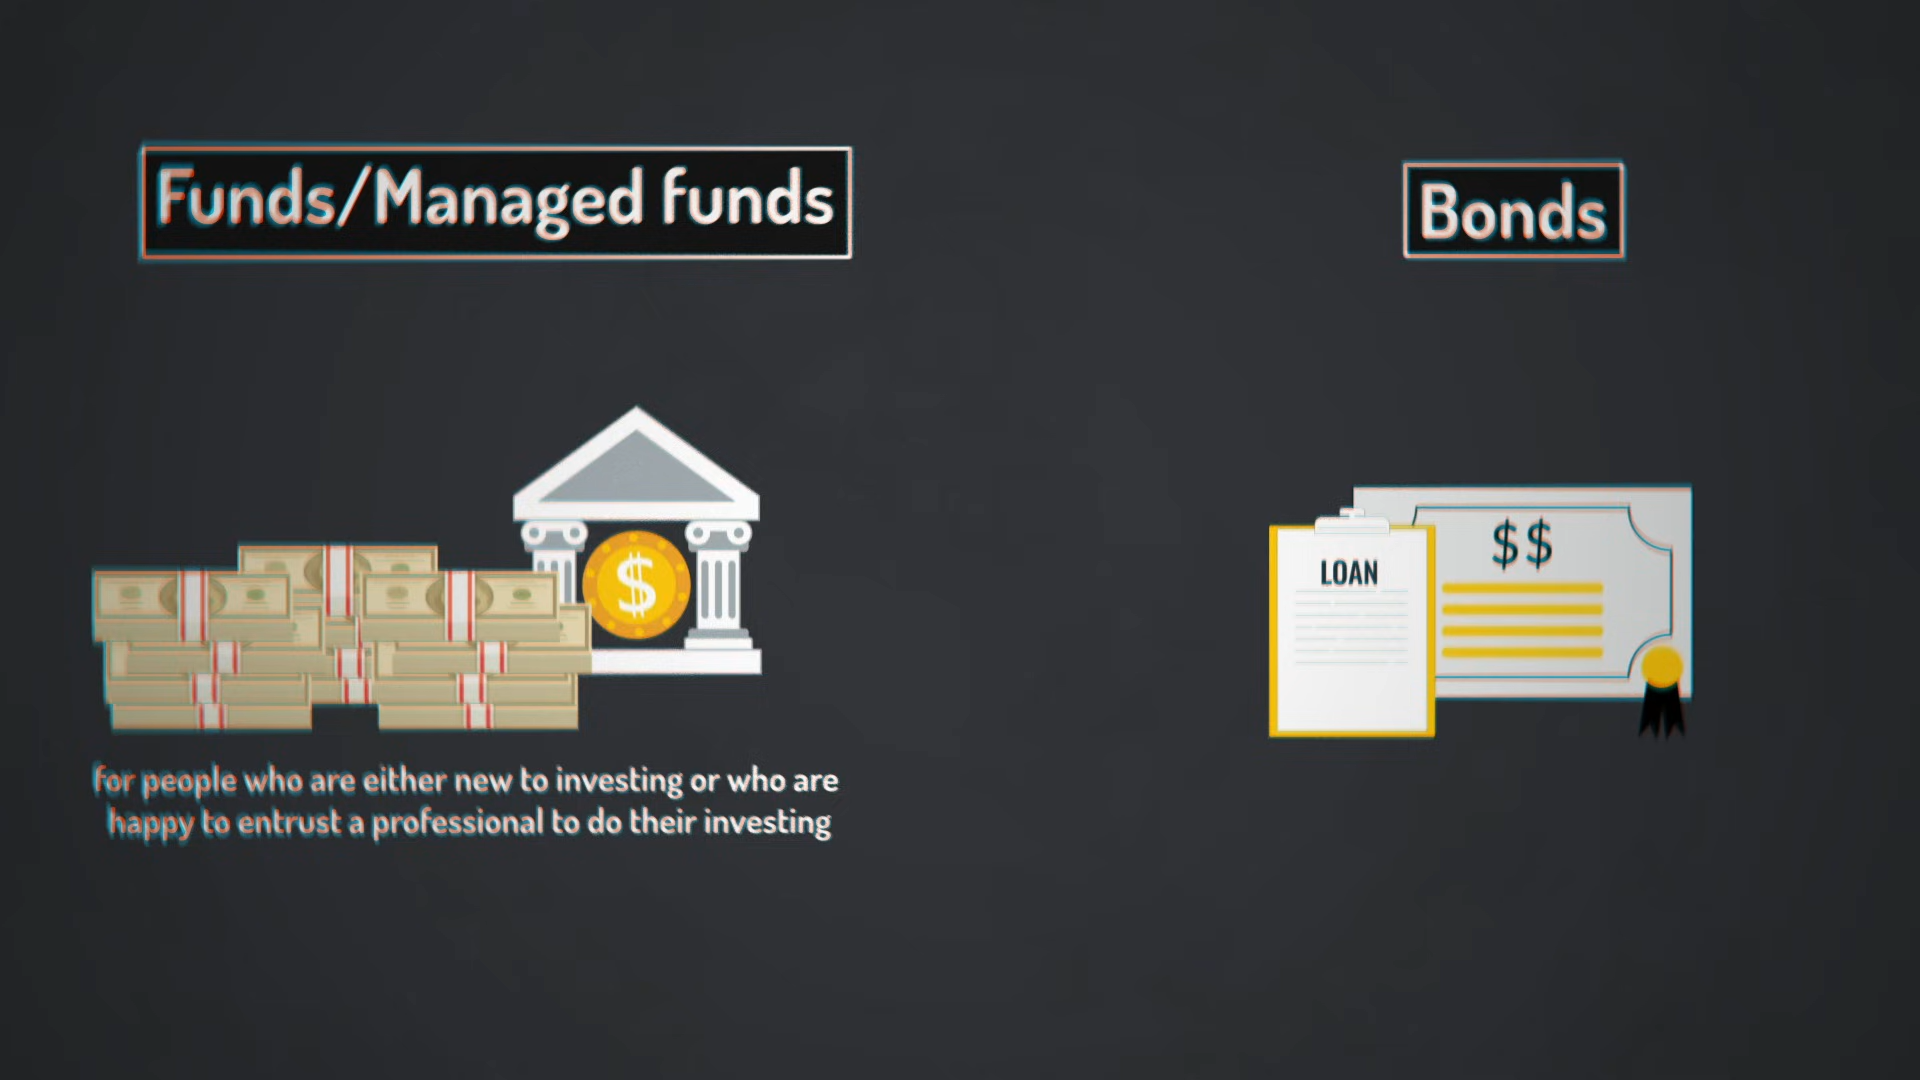 Funds/Managed funds
Bonds
$
$$
LOAN
for people who are either new to investing or who are
happy to entrust a professional to do their investing